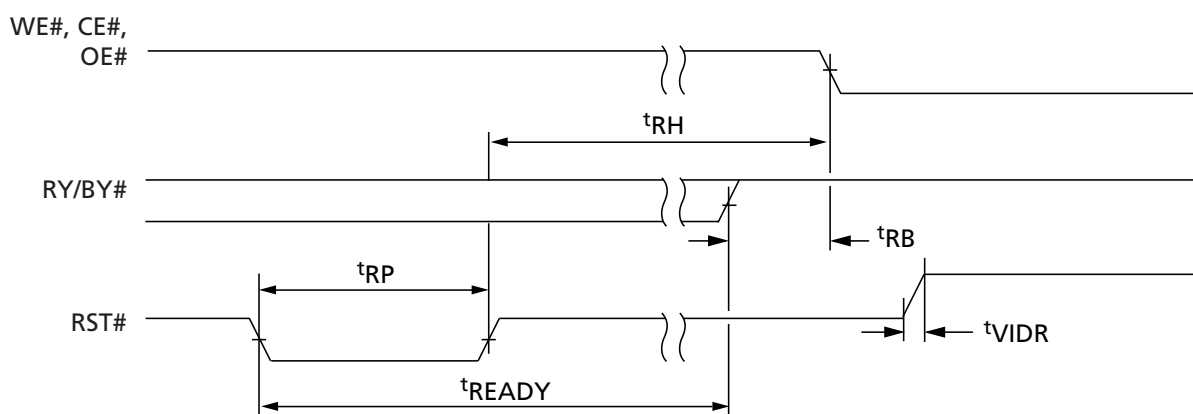 WE#, CE#,
OE#
tRH
RY/BY#
tRB
tRP
RST#
tVIDR
tREADY